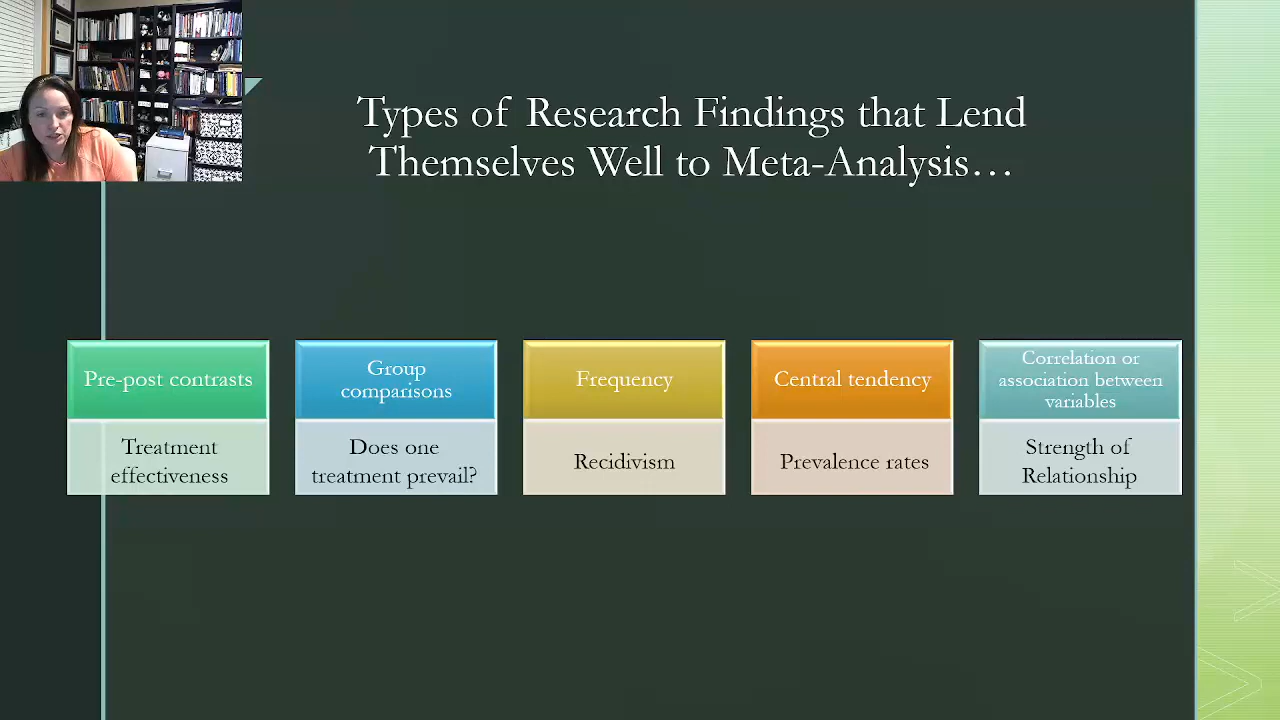 Types of Research Findings that Lend
Themselves Well to Meta-Analysis…
Pre-post contrasts
Treatment
effectiveness
Group
comparisons
Does one
treatment prevail?
Frequency
Recidivism
Central tendency
Prevalence rates
Correlation or
association between
variables
Strength of
Relationship